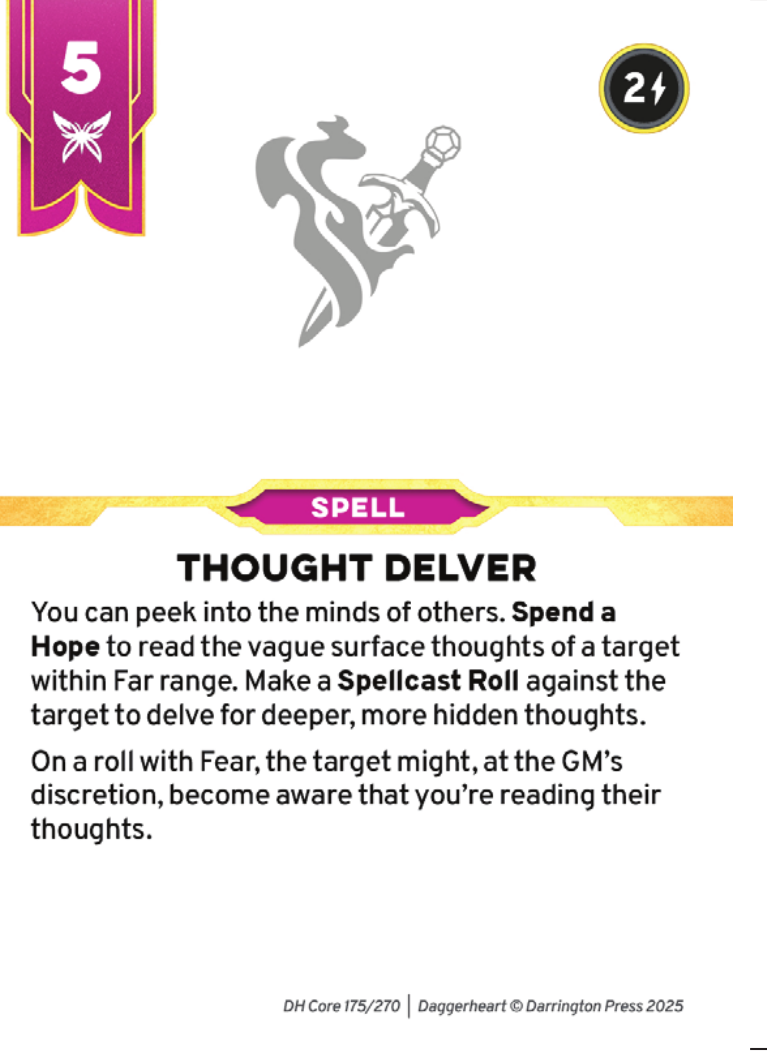 5
2
SPELL
THOUGHT DELVER
You can peek into the minds of others. Spend a
Hope to read the vague surface thoughts of a target
within Far range. Make a Spellcast Roll against the
target to delve for deeper, more hidden thoughts.
On a roll with Fear, the target might, at the GM’s
discretion, become aware that you’re reading their
thoughts.
DH Core 175/270 | Daggerheart © Darrington Press 2025